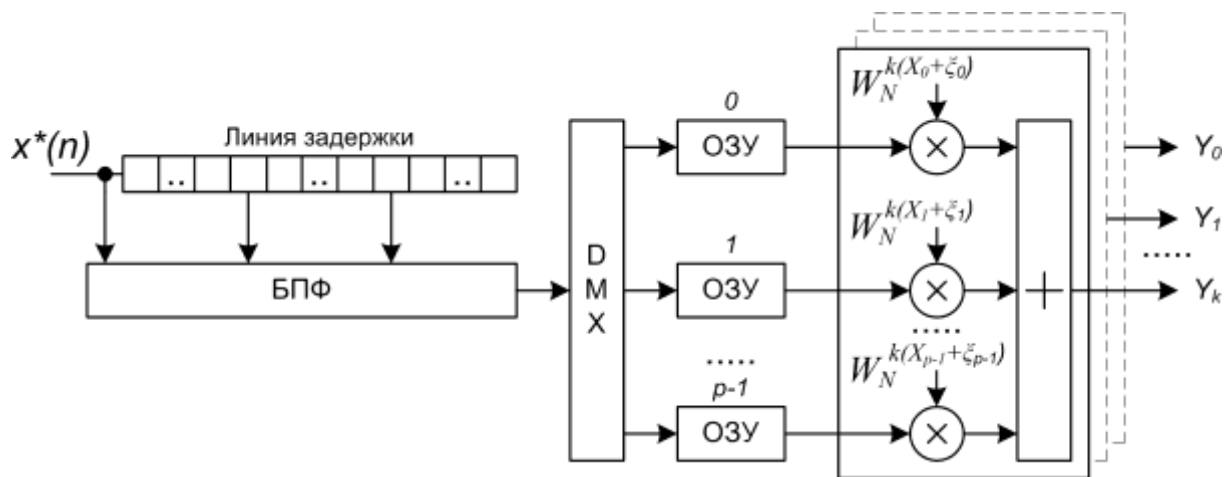 x*(n)
Линия задержки
.. .. ..
БПФ
D
M
X
0
ОЗУ
1
ОЗУ
.....
p-1
ОЗУ
W_N^{k(X_0+ξ_0)}
×
W_N^{k(X_1+ξ_1)}
×
.....
W_N^{k(X_{p-1}+ξ_{p-1})}
×
+
Y_0
Y_1
.....
Y_k